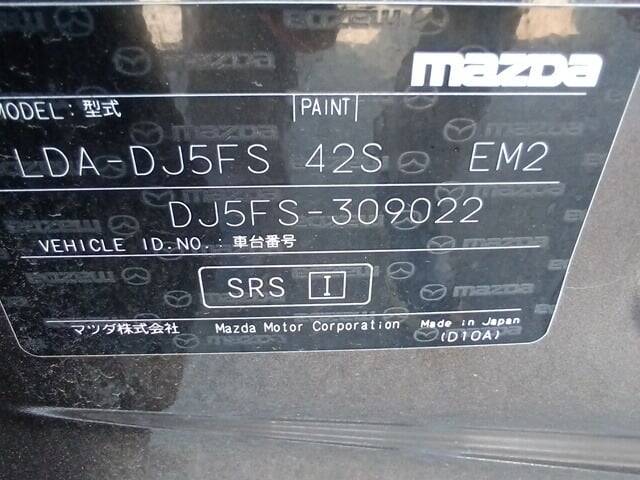 mazda
MODEL: 型式 PAINT
LDA-DJ5FS 42S EM2
DJ5FS-309022
VEHICLE ID.NO.: 車台番号
SRS I
マツダ株式会社 Mazda Motor Corporation Made in Japan
(D10A)